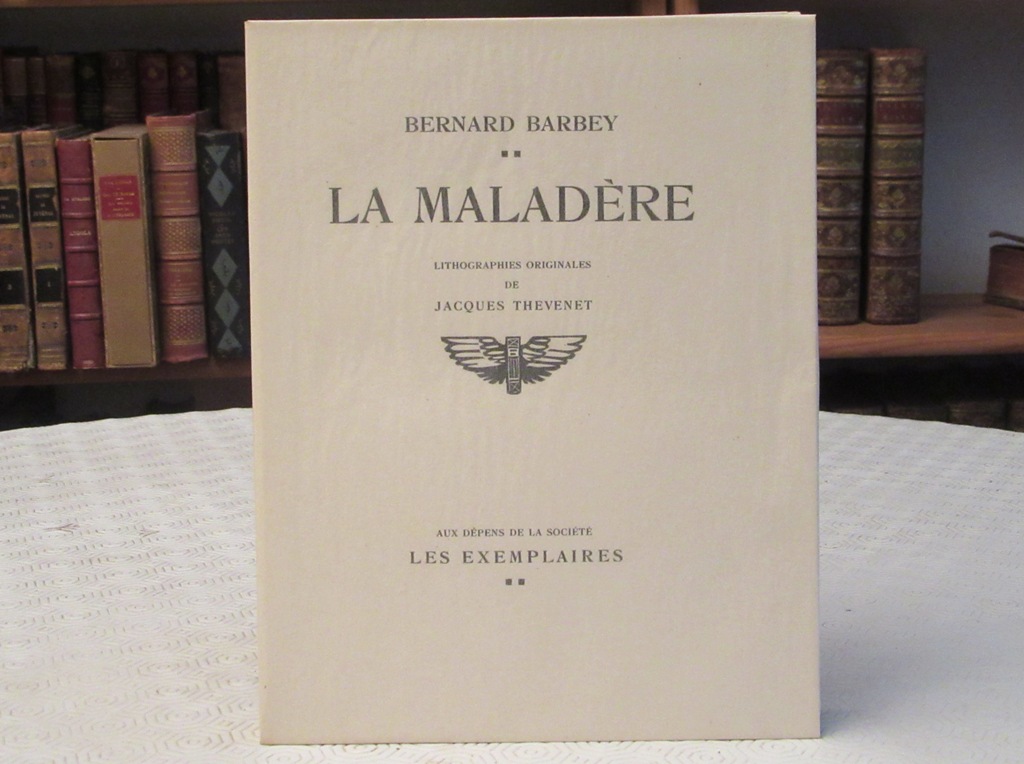 BERNARD BARBEY
LA MALADÈRE
LITHOGRAPHIES ORIGINALES
DE
JACQUES THEVENET
AUX DÉPENS DE LA SOCIÉTÉ
LES EXEMPLAIRES